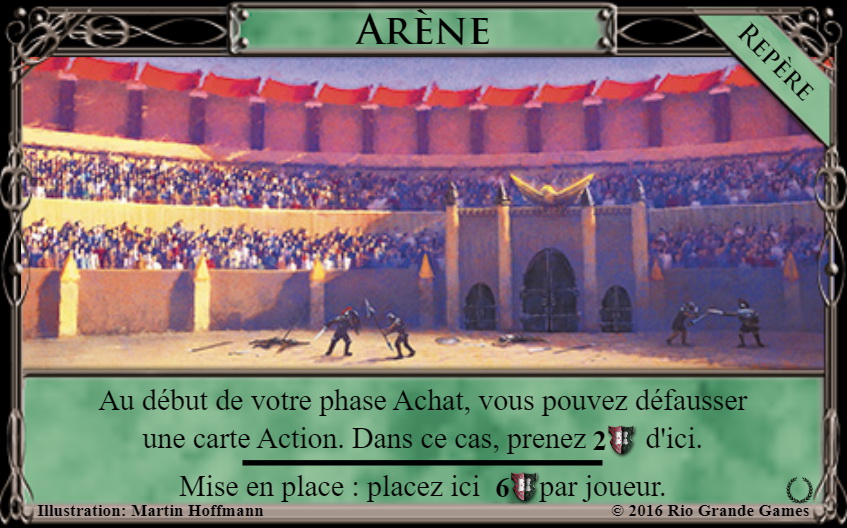 ARÈNE
REPÈRE
Au début de votre phase Achat, vous pouvez défausser
une carte Action. Dans ce cas, prenez 2 d'ici.
Mise en place : placez ici 6 par joueur.
Illustration: Martin Hoffmann © 2016 Rio Grande Games